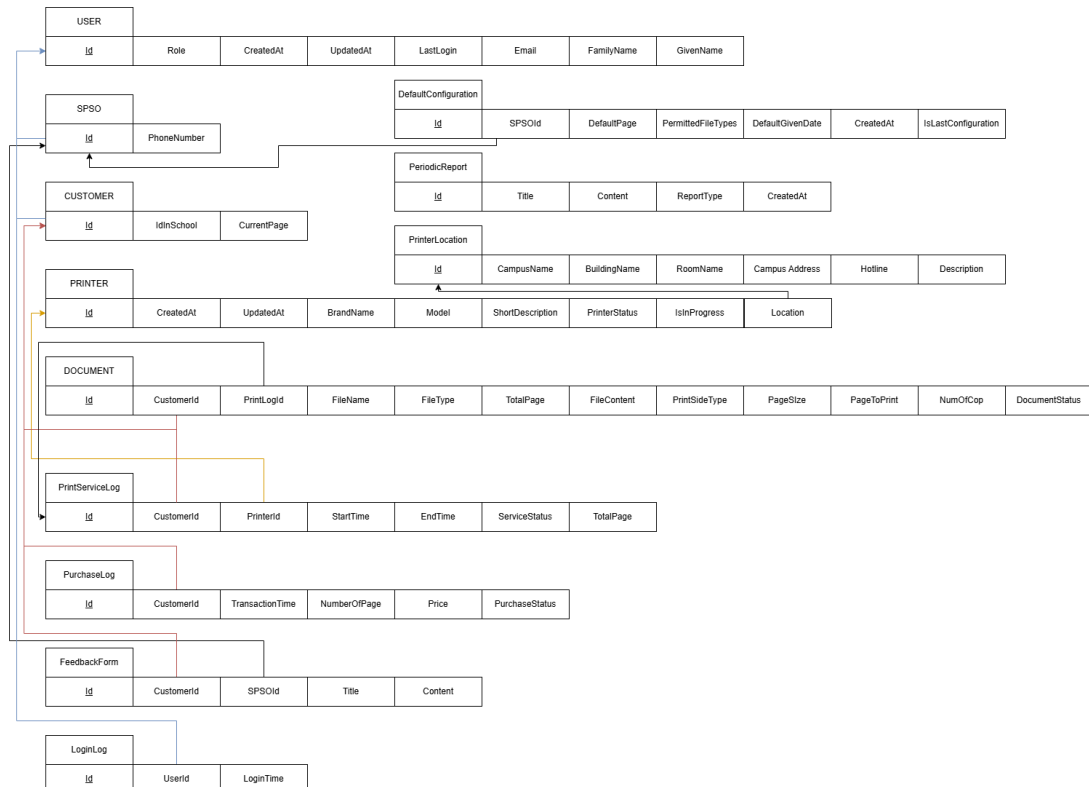 USER
Id Role CreatedAt UpdatedAt LastLogin Email FamilyName GivenName
DefaultConfiguration
Id SPSOId DefaultPage PermittedFileTypes DefaultGivenDate CreatedAt IsLastConfiguration
SPSO
Id PhoneNumber
PeriodicReport
Id Title Content ReportType CreatedAt
CUSTOMER
Id IdInSchool CurrentPage
PrinterLocation
Id CampusName BuildingName RoomName Campus Address Hotline Description
PRINTER
Id CreatedAt UpdatedAt BrandName Model ShortDescription PrinterStatus IsInProgress Location
DOCUMENT
Id CustomerId PrintLogId FileName FileType TotalPage FileContent PrintSideType PageSIze PageToPrint NumOfCop DocumentStatus
PrintServiceLog
Id CustomerId PrinterId StartTime EndTime ServiceStatus TotalPage
PurchaseLog
Id CustomerId TransactionTime NumberOfPage Price PurchaseStatus
FeedbackForm
Id CustomerId SPSOId Title Content
LoginLog
Id UserId LoginTime